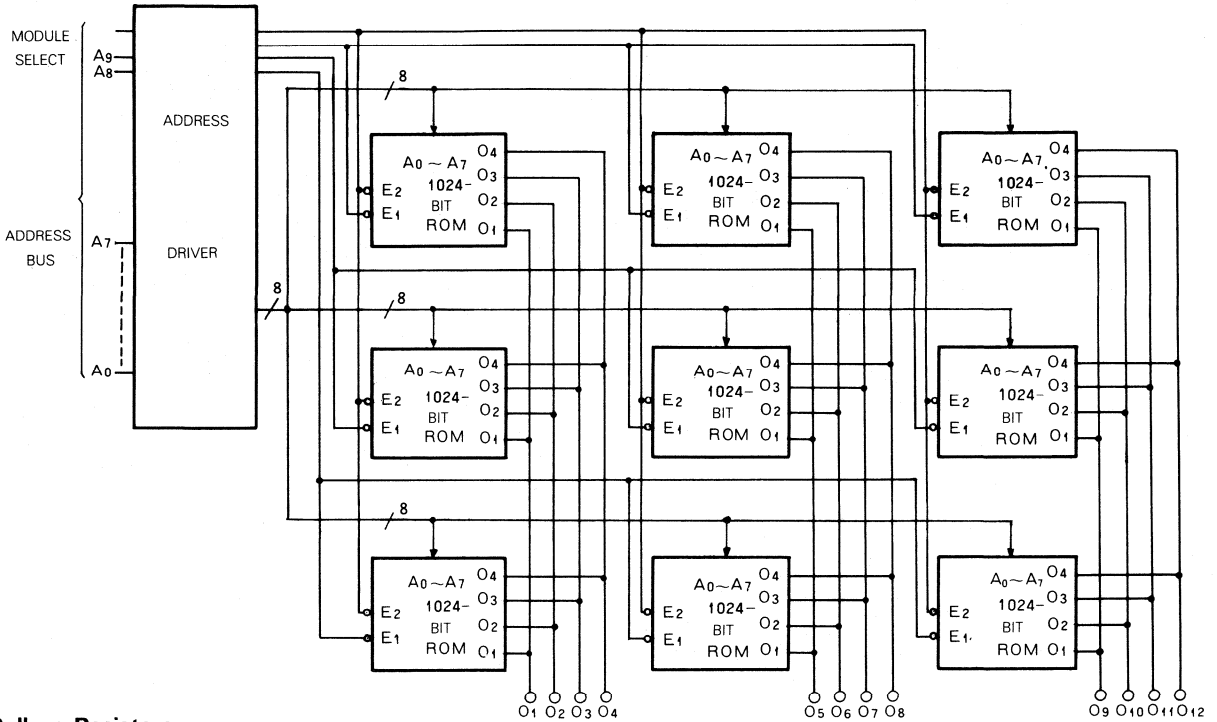 MODULE
SELECT
A9
A8
ADDRESS
DRIVER
ADDRESS
BUS
A7
A0
8
8
8
8
A0~A7
1024-
BIT
ROM
E2
E1
O4
O3
O2
O1
A0~A7
1024-
BIT
ROM
E2
E1
O4
O3
O2
O1
A0~A7
1024-
BIT
ROM
E2
E1
O4
O3
O2
O1
A0~A7
1024-
BIT
ROM
E2
E1
O4
O3
O2
O1
A0~A7
1024-
BIT
ROM
E2
E1
O4
O3
O2
O1
A0~A7
1024-
BIT
ROM
E2
E1
O4
O3
O2
O1
A0~A7
1024-
BIT
ROM
E2
E1
O4
O3
O2
O1
A0~A7
1024-
BIT
ROM
E2
E1
O4
O3
O2
O1
A0~A7
1024-
BIT
ROM
E2
E1
O4
O3
O2
O1
O1 O2 O3 O4 O5 O6 O7 O8 O9 O10 O11 O12